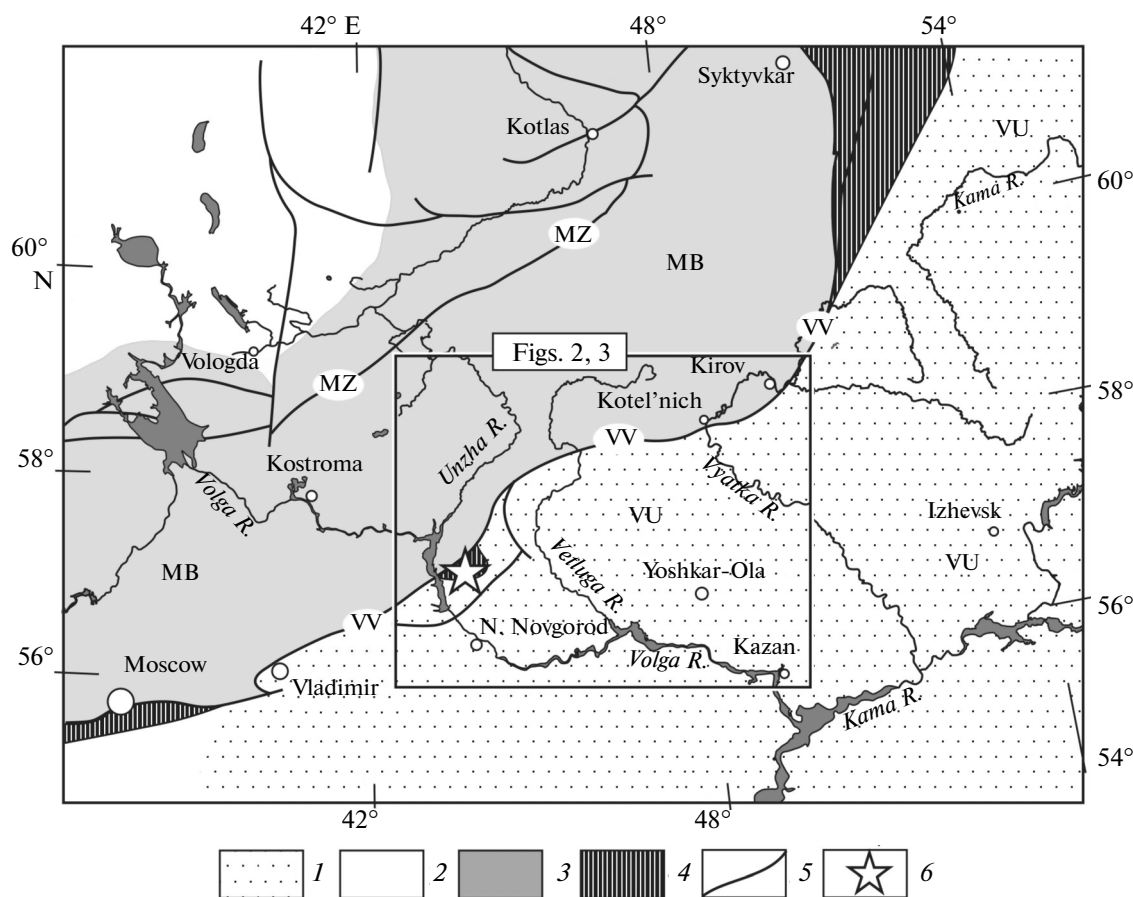 42° E
48°
54°
Syktyvkar
Kotlas
VU
Kama R.
60°
60°
N
MZ
MB
VV
Vologda
Figs. 2, 3
MZ
Kirov
58°
Kotel'nich
VV
Unzha R.
58°
Kostroma
Volga R.
Vyatka R.
VU
Izhevsk
MB
Vetluga R.
Yoshkar-Ola
VU
56°
VV
N. Novgorod
Kazan
56°
Moscow
Volga R.
Vladimir
Kama R.
54°
42°
48°
1
2
3
4
5
6